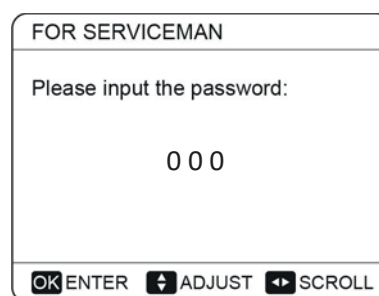 FOR SERVICEMAN
Please input the password:
0 0 0
OK ENTER ADJUST SCROLL